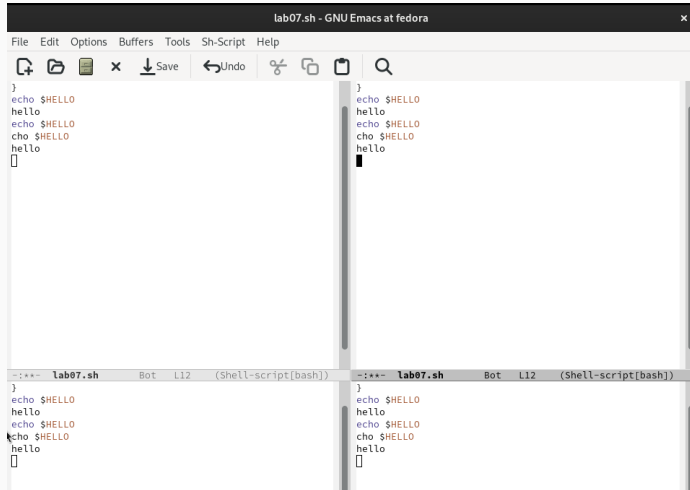 lab07.sh - GNU Emacs at fedora
File Edit Options Buffers Tools Sh-Script Help
Save Undo
}
echo $HELLO
hello
echo $HELLO
cho $HELLO
hello
-:**- lab07.sh Bot L12 (Shell-script[bash])
}
echo $HELLO
hello
echo $HELLO
cho $HELLO
hello
-:**- lab07.sh Bot L12 (Shell-script[bash])
}
echo $HELLO
hello
echo $HELLO
cho $HELLO
hello
}
echo $HELLO
hello
echo $HELLO
cho $HELLO
hello